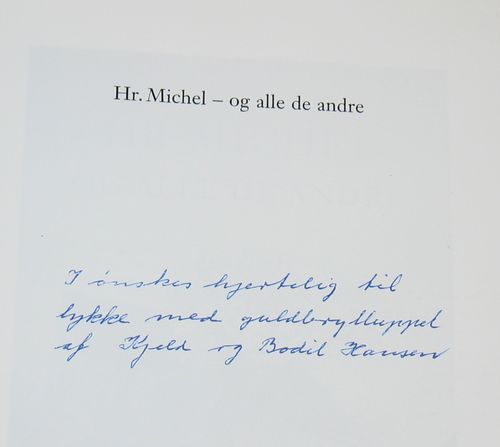 Hr. Michel – og alle de andre
I ønskes hjertelig til
lykke med guldbrylluppet
af Kjeld og Bodil Hansen